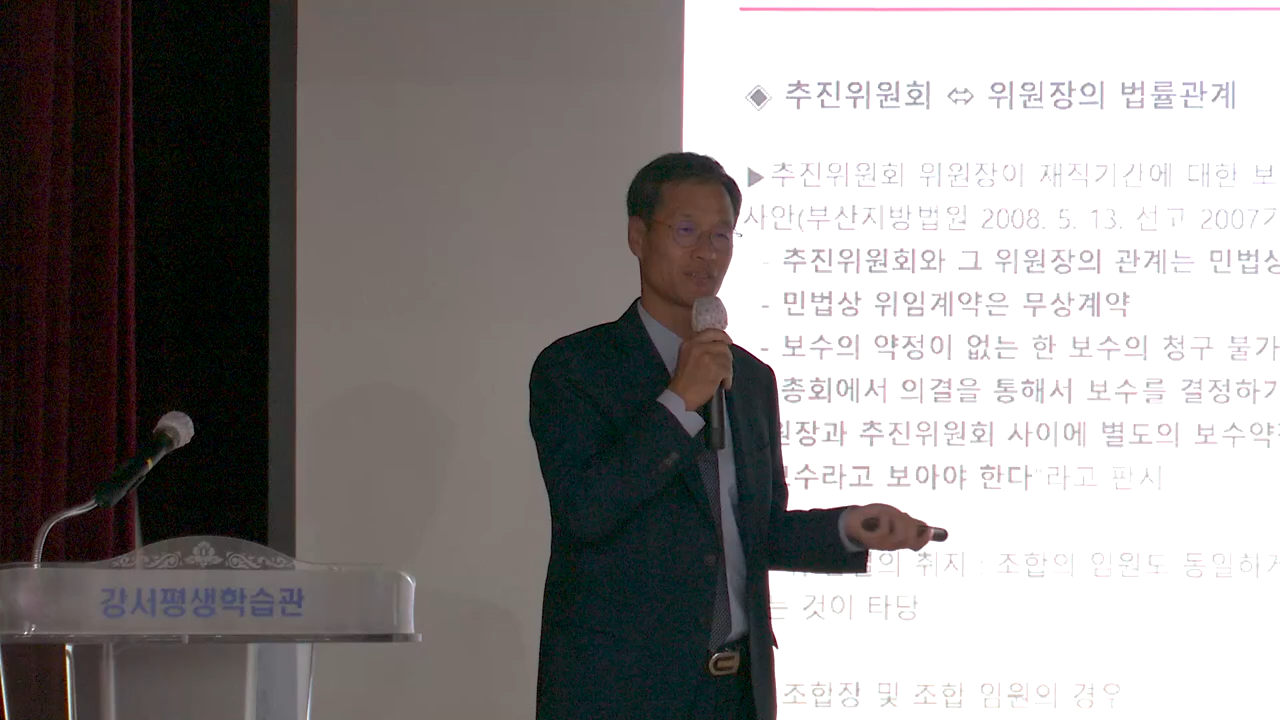 ◈ 추진위원회 ⇔ 위원장의 법률관계
▶추진위원회 위원장이 재직기간에 대한 보
사안(부산지방법원 2008. 5. 13. 선고 2007가
- 추진위원회와 그 위원장의 관계는 민법상
- 민법상 위임계약은 무상계약
- 보수의 약정이 없는 한 보수의 청구 불가
총회에서 의결을 통해서 보수를 결정하기
원장과 추진위원회 사이에 별도의 보수약정
보수라고 보아야 한다"라고 판시
의 취지 : 조합의 임원도 동일하게
는 것이 타당
조합장 및 조합 임원의 경우
강서평생학습관